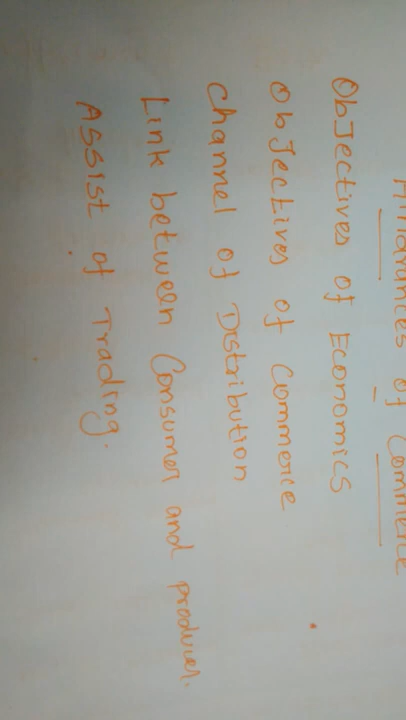 Hindrances of Commerce
Objectives of Economics
Objectives of Commerce
Channel of Distribution
Link between Consumer and producer.
Assist of Trading.